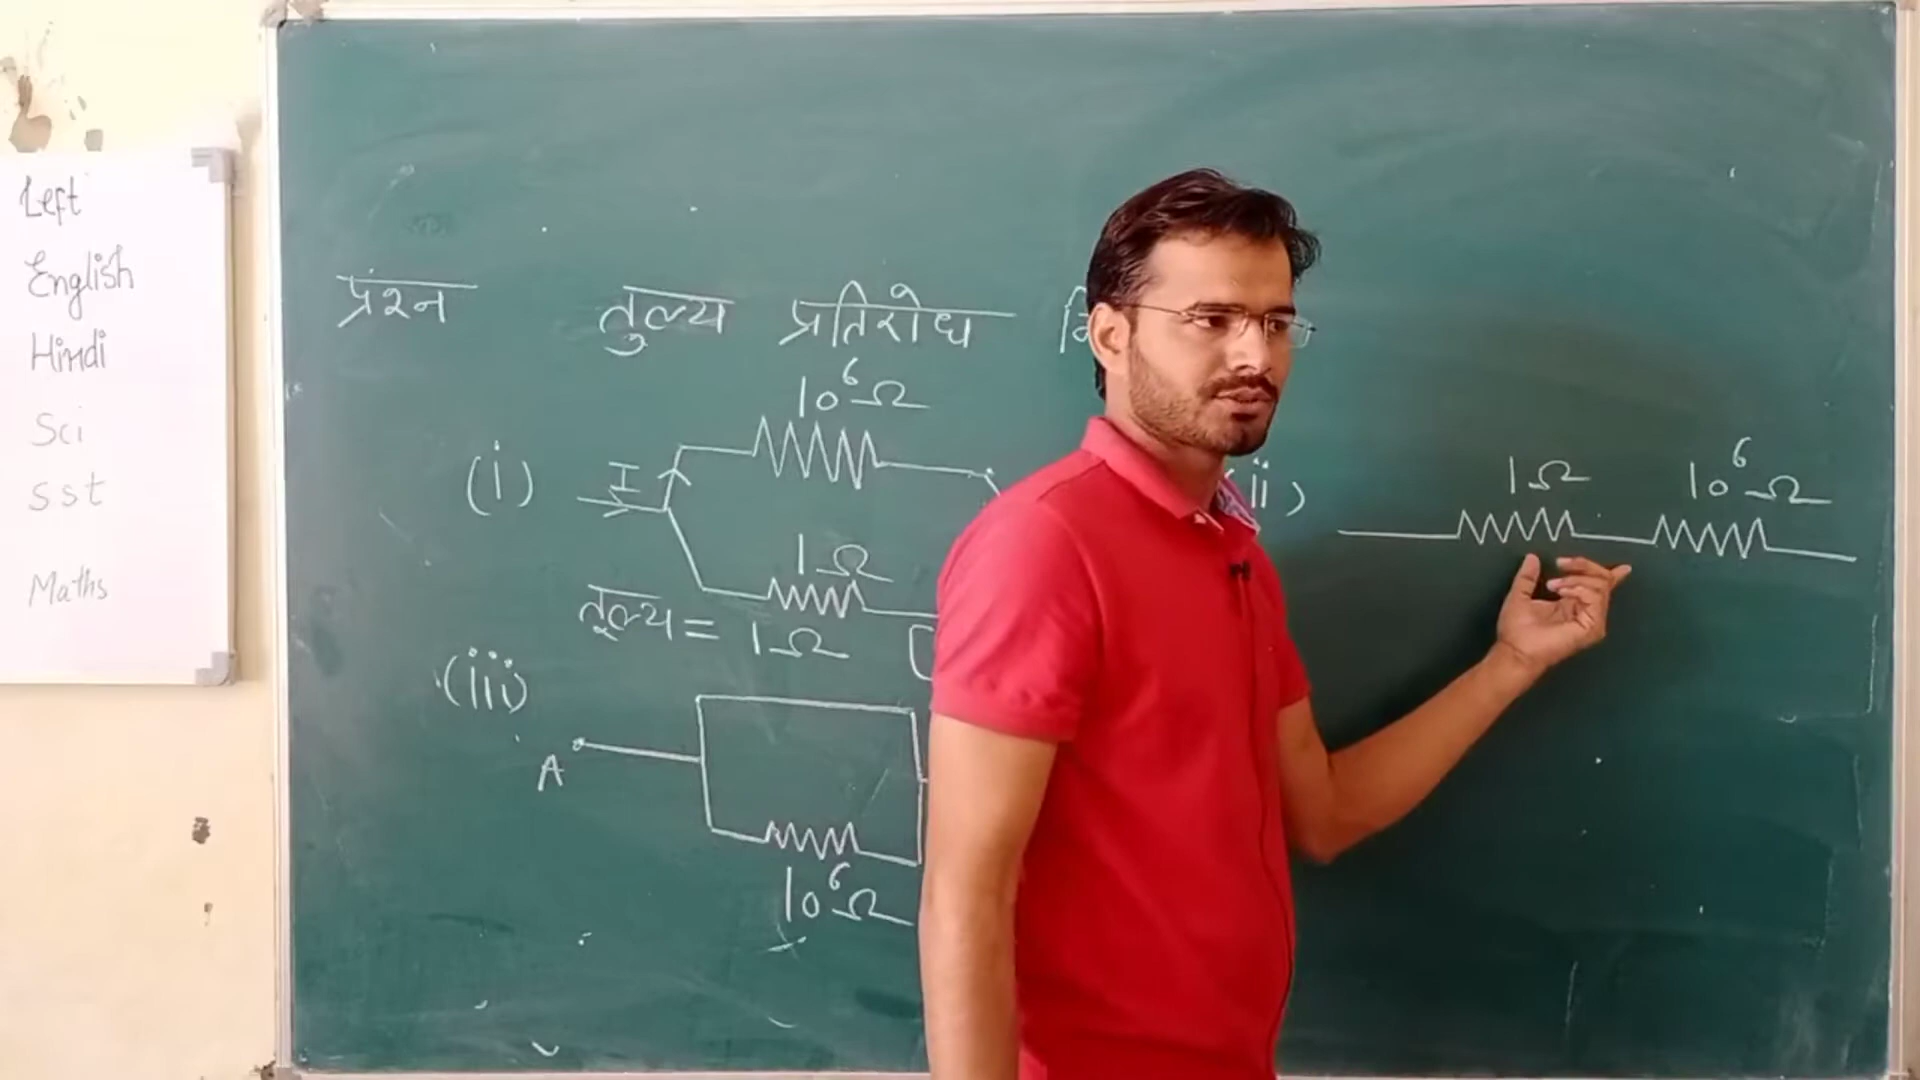 Left
English
Hindi
Sci
SSt
Maths
प्रश्न तुल्य प्रतिरोध
10⁶Ω
(i) I
1Ω
तुल्य = 1Ω
(ii)
1Ω 10⁶Ω
(iii)
A
10⁶Ω